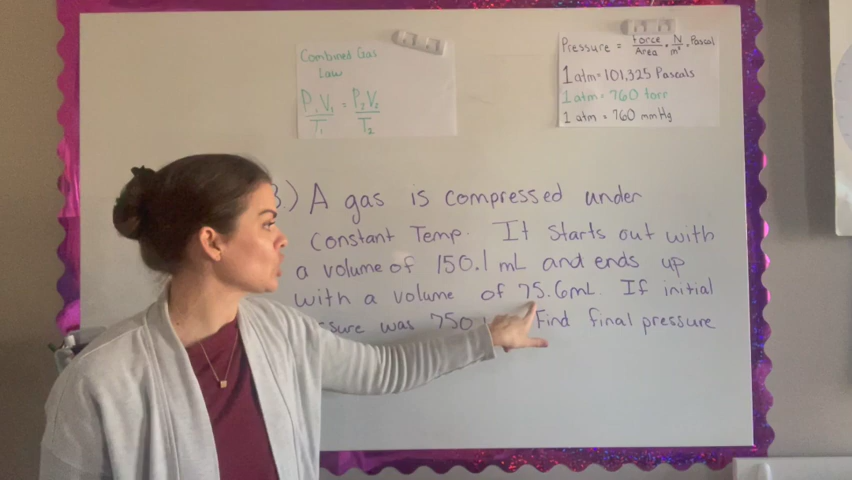 Combined Gas
Law
P₁V₁ = P₂V₂
T₁ T₂
Pressure = Force/Area · N/m² · Pascal
1 atm = 101,325 Pascals
1 atm = 760 torr
1 atm = 760 mmHg
3.) A gas is compressed under
Constant Temp. It starts out with
a volume of 150.1 mL and ends up
with a volume of 75.6mL. If initial
was 750 Find final pressure